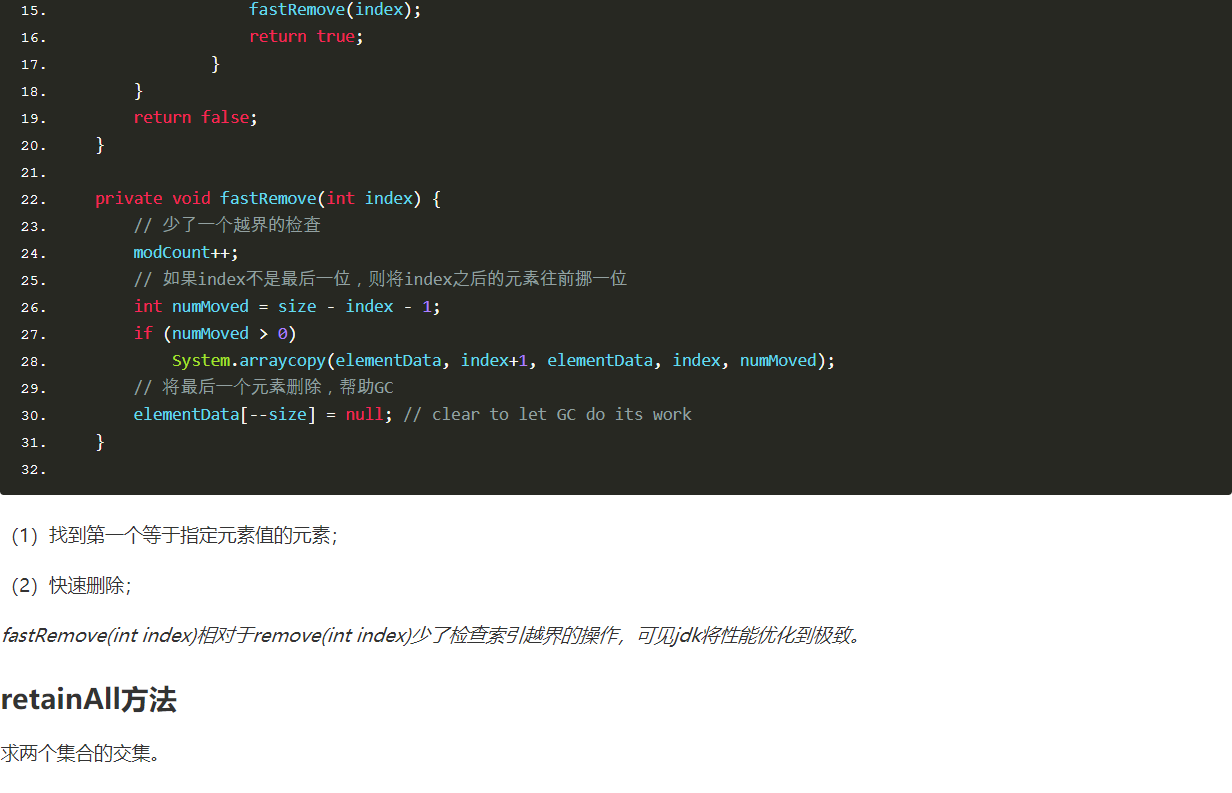 15. fastRemove(index);
16. return true;
17. }
18. }
19. return false;
20. }
21.
22. private void fastRemove(int index) {
23. // 少了一个越界的检查
24. modCount++;
25. // 如果index不是最后一位，则将index之后的元素往前挪一位
26. int numMoved = size - index - 1;
27. if (numMoved > 0)
28. System.arraycopy(elementData, index+1, elementData, index, numMoved);
29. // 将最后一个元素删除，帮助GC
30. elementData[--size] = null; // clear to let GC do its work
31. }
32.
（1）找到第一个等于指定元素值的元素；
（2）快速删除；
fastRemove(int index)相对于remove(int index)少了检查索引越界的操作，可见jdk将性能优化到极致。
retainAll方法
求两个集合的交集。